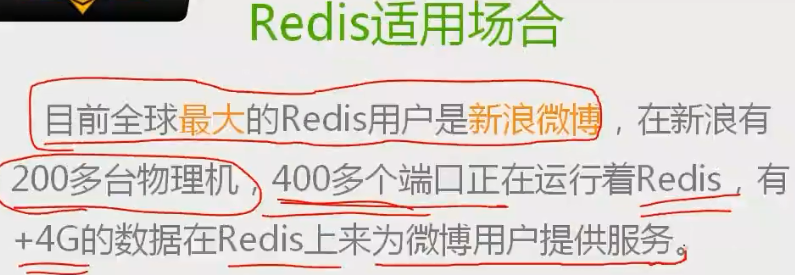 Redis适用场合
目前全球最大的Redis用户是新浪微博，在新浪有
200多台物理机，400多个端口正在运行着Redis，有
+4G的数据在Redis上来为微博用户提供服务。